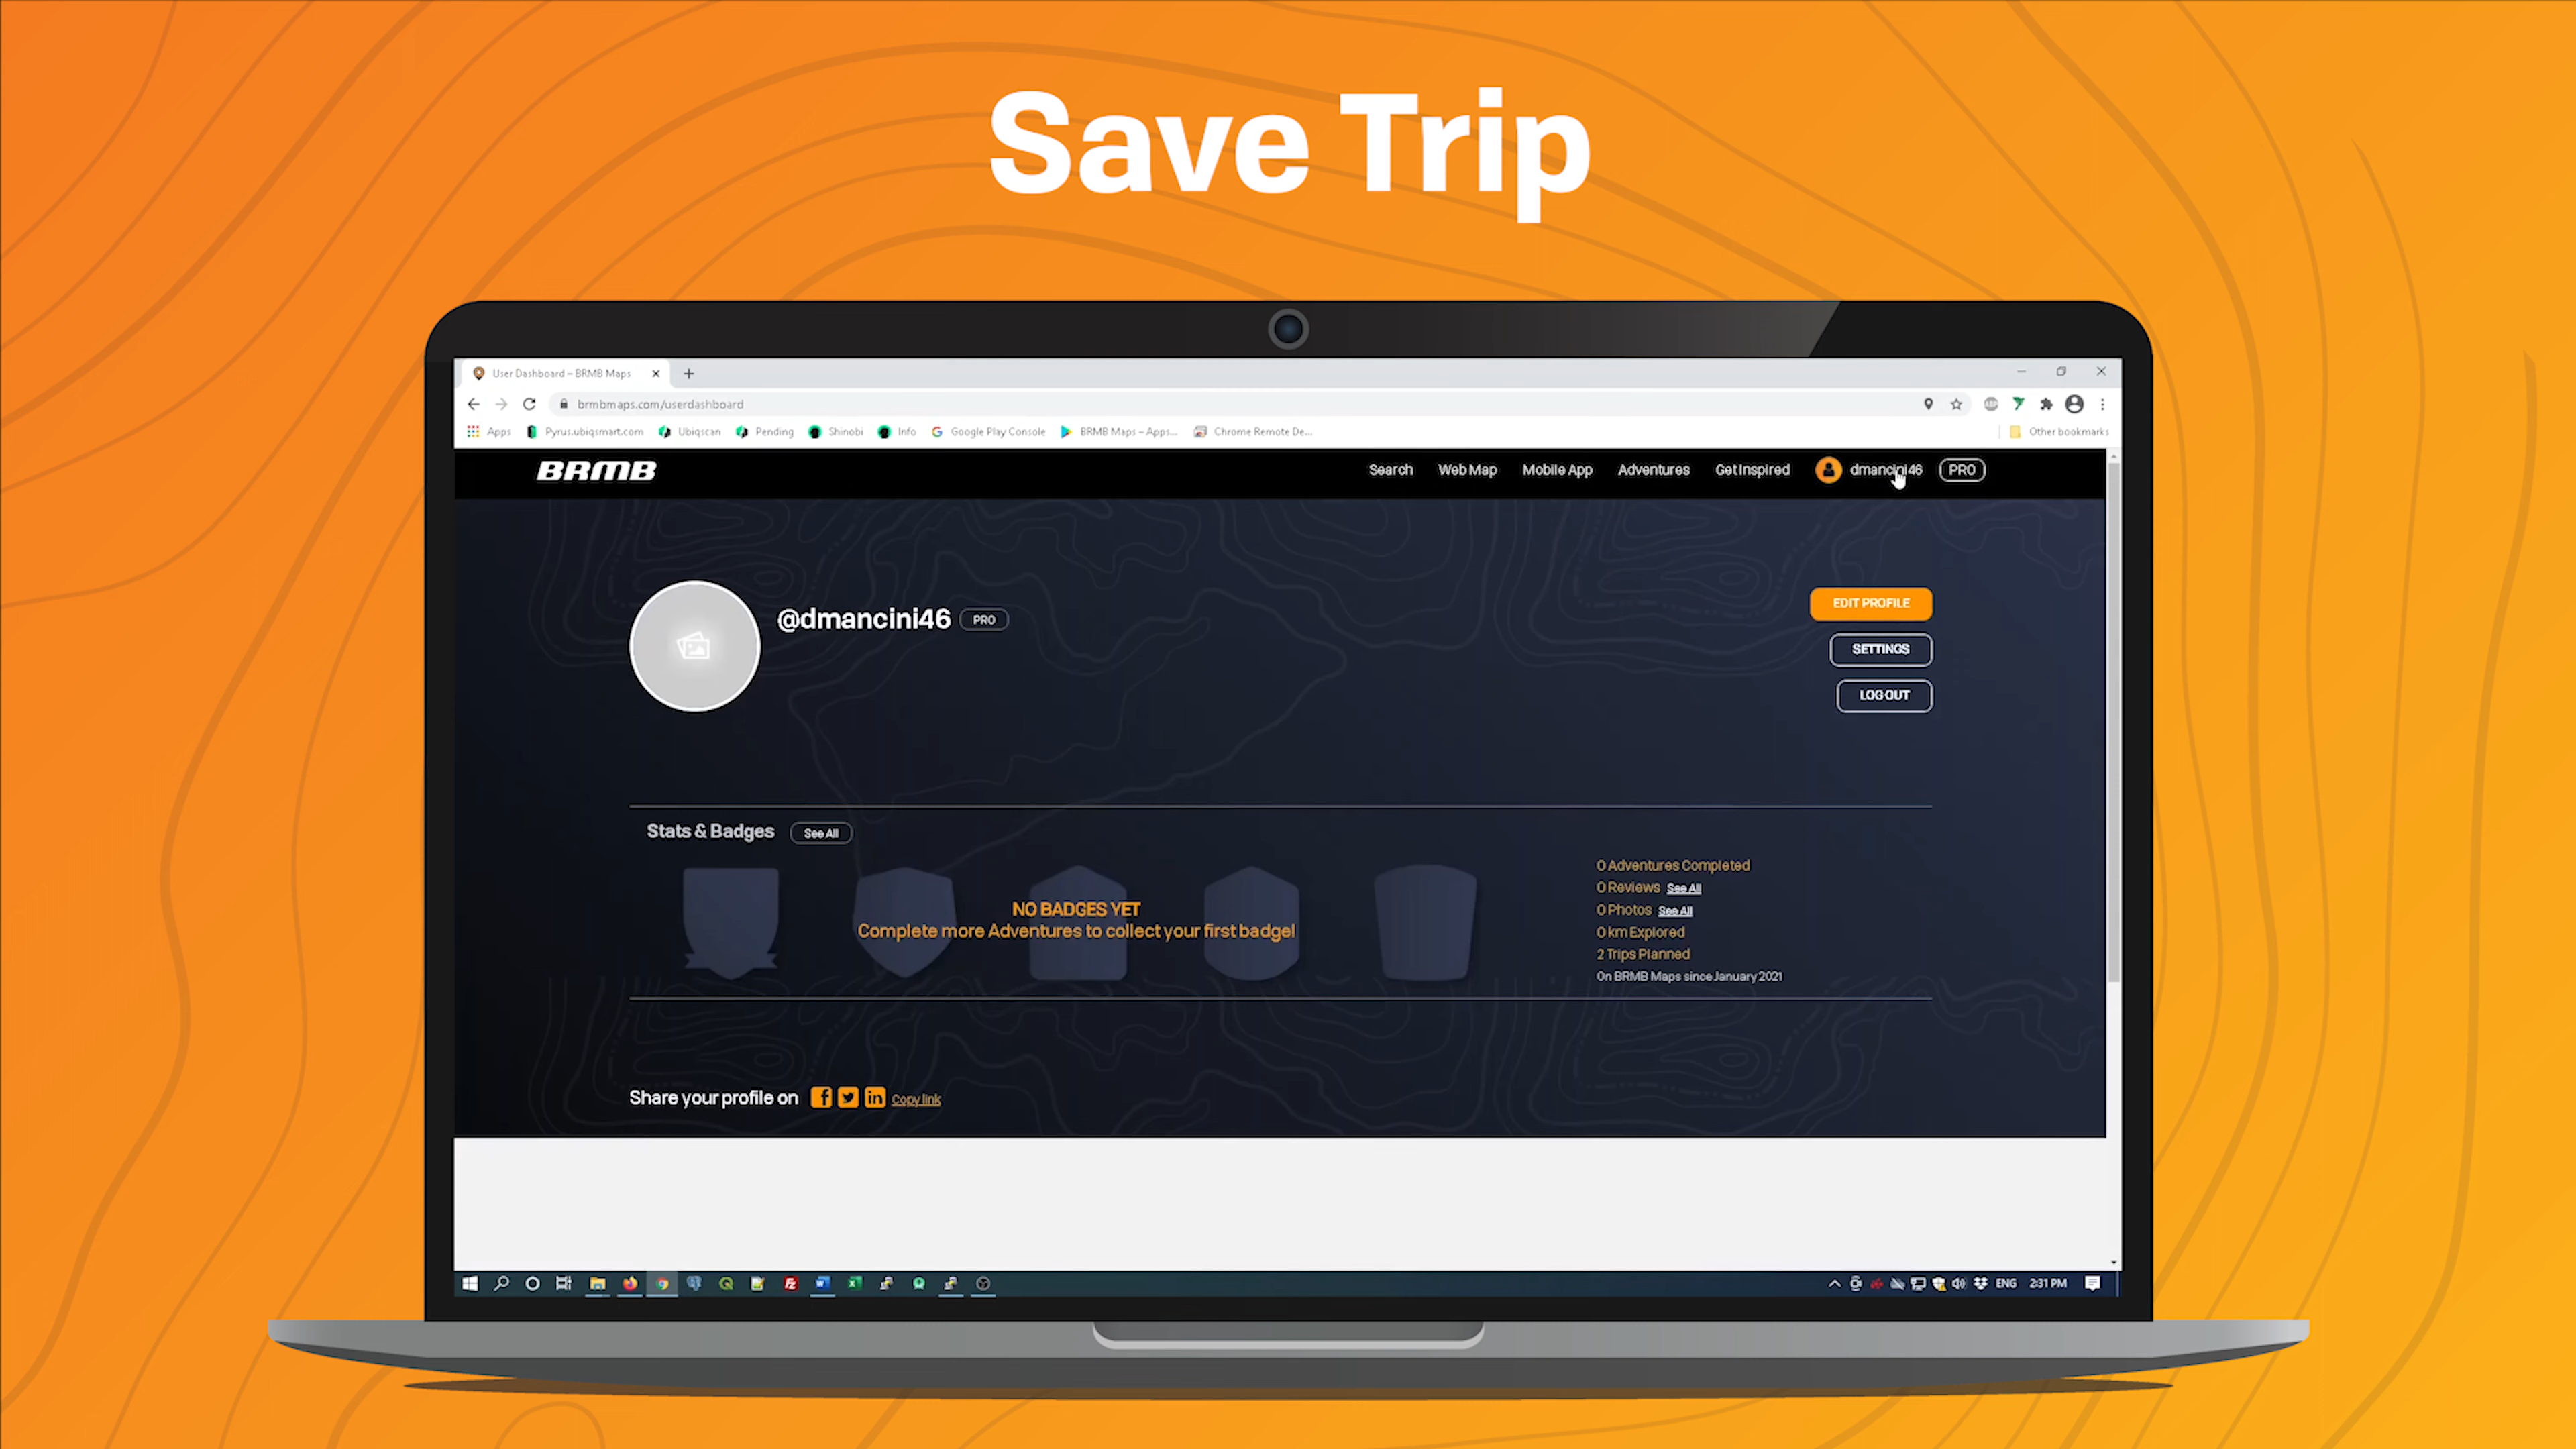 Save Trip
User Dashboard – BRMB Maps
brmbmaps.com/userdashboard
Apps Pyrus.ubiqsmart.com Ubiqscan Pending Shinobi Info Google Play Console BRMB Maps – Apps... Chrome Remote De... Other bookmarks
BRMB Search Web Map Mobile App Adventures Get Inspired dmancini46 PRO
@dmancini46 PRO
EDIT PROFILE
SETTINGS
LOG OUT
Stats & Badges See All
NO BADGES YET
Complete more Adventures to collect your first badge!
0 Adventures Completed
0 Reviews See All
0 Photos See All
0 km Explored
2 Trips Planned
On BRMB Maps since January 2021
Share your profile on Copy link
ENG 2:31 PM